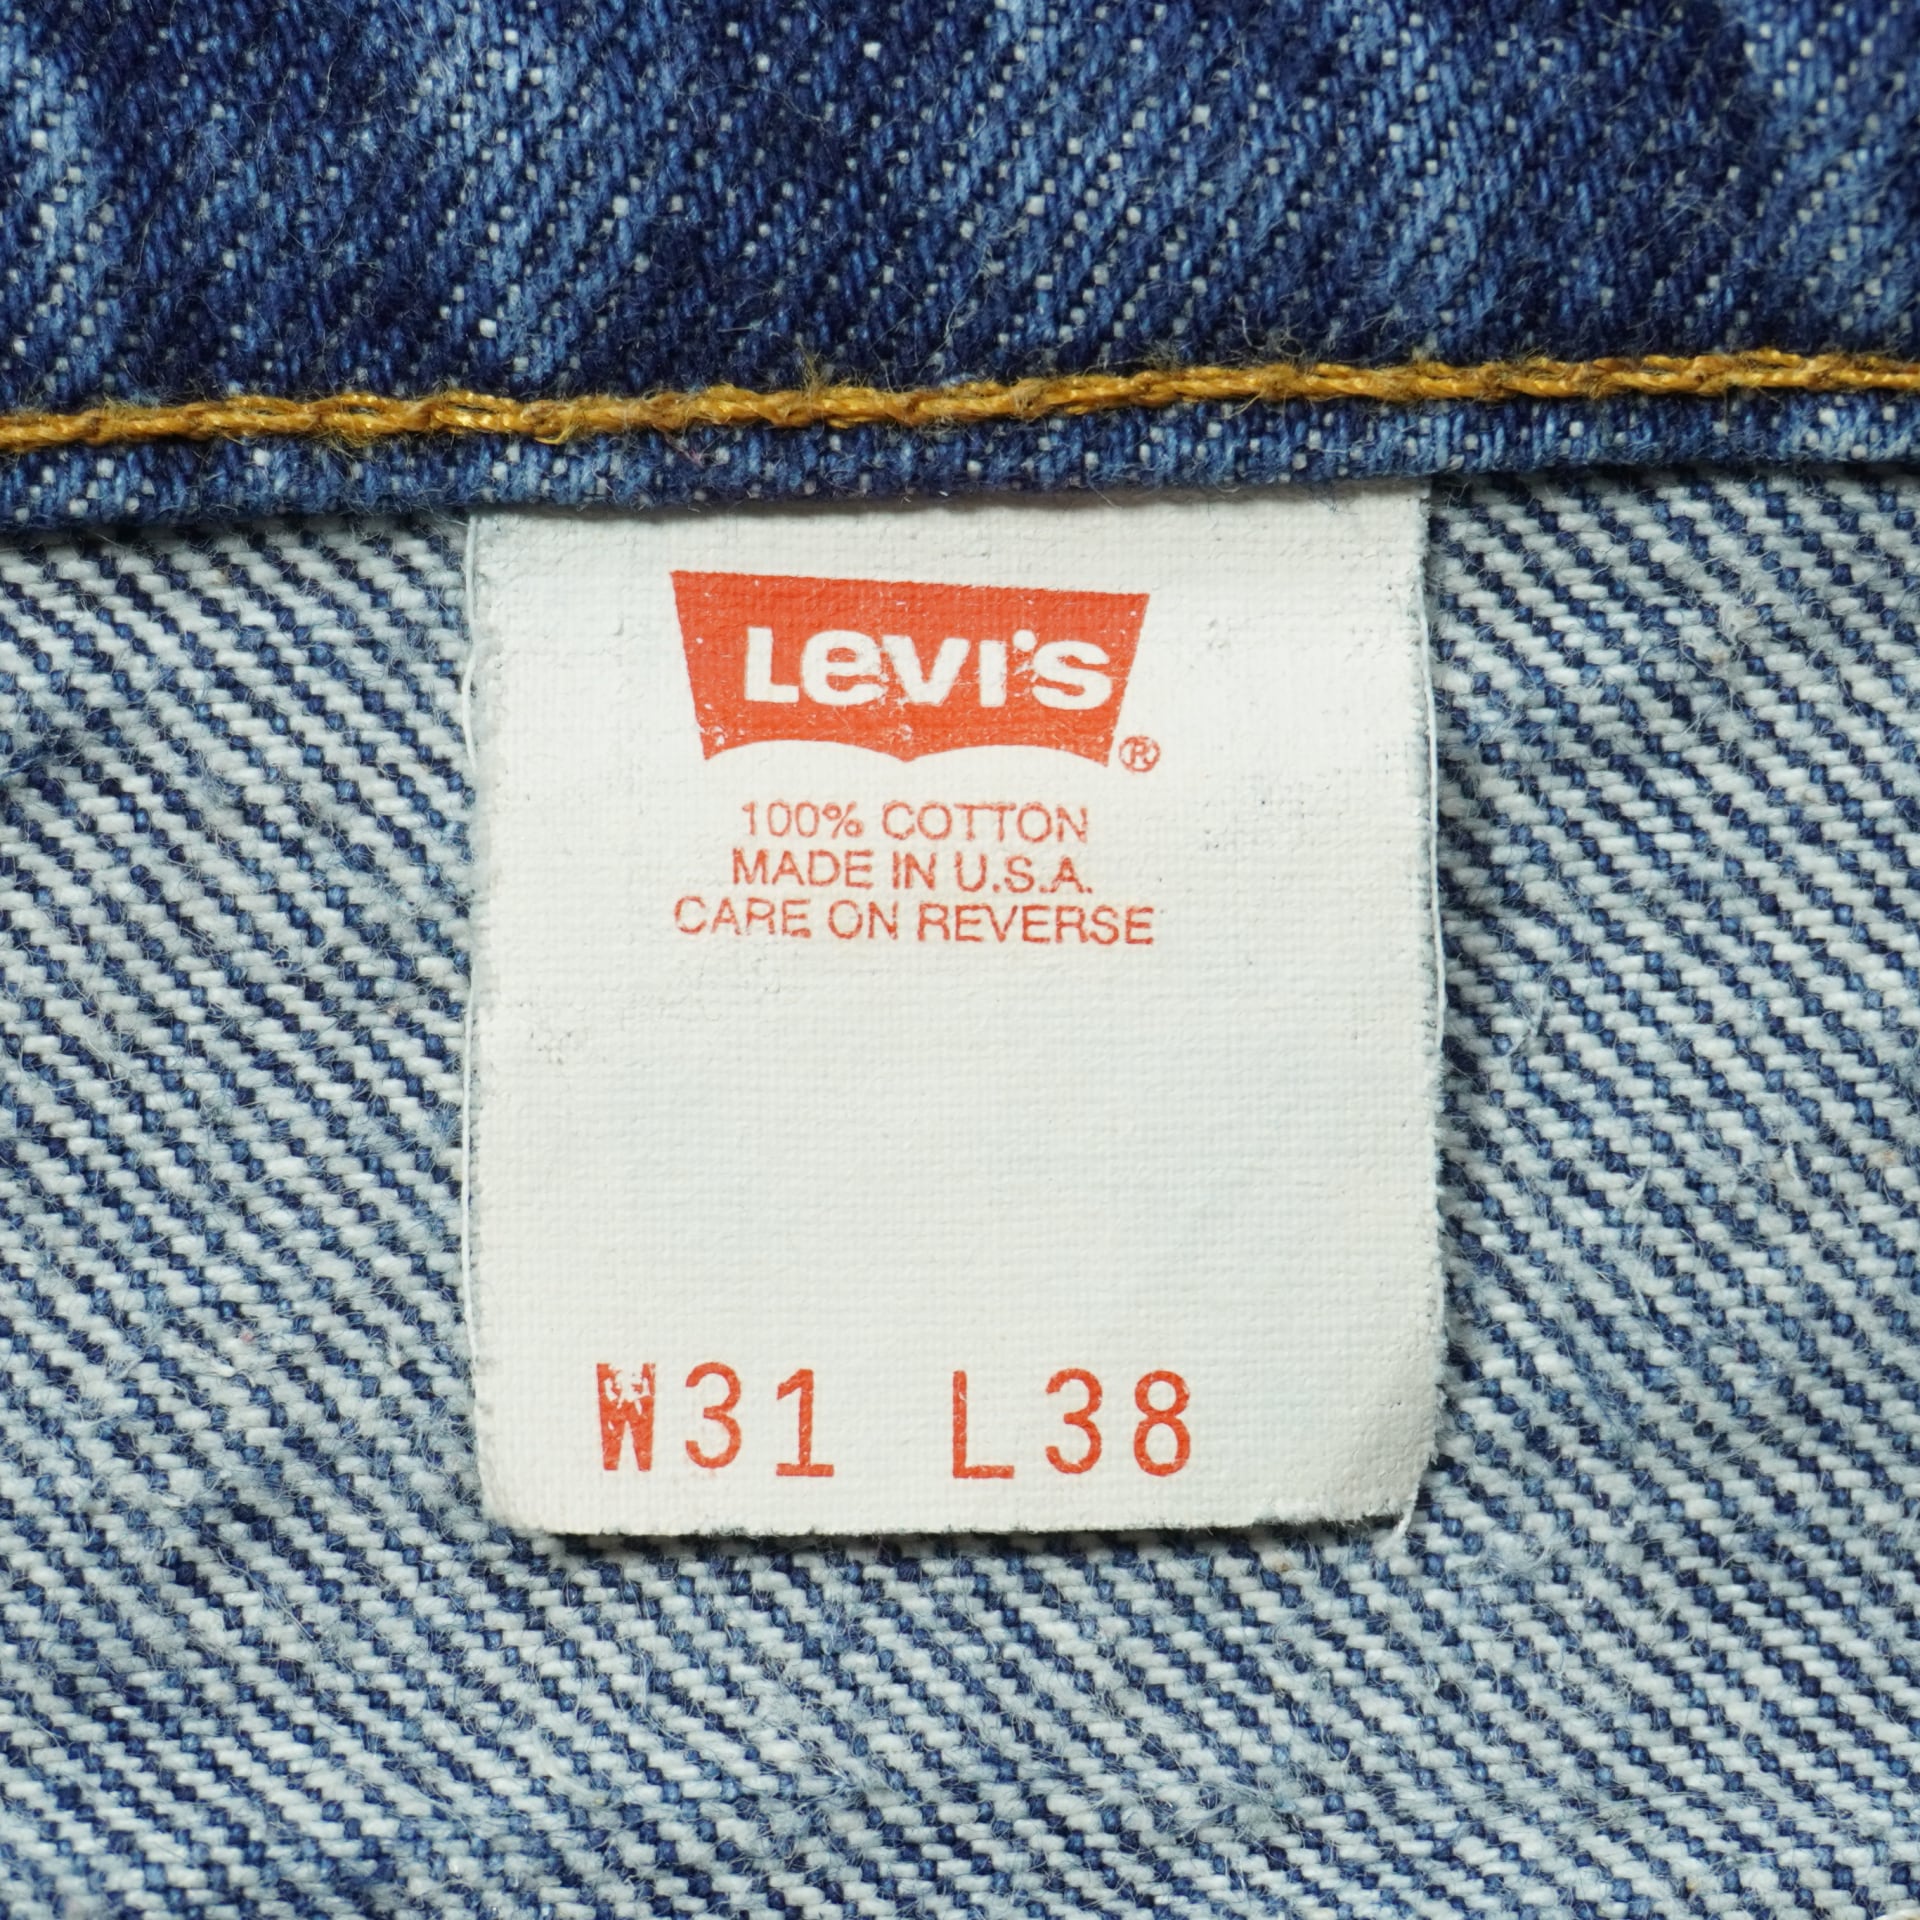 Levi's
®
100% COTTON
MADE IN U.S.A.
CARE ON REVERSE
W31 L38